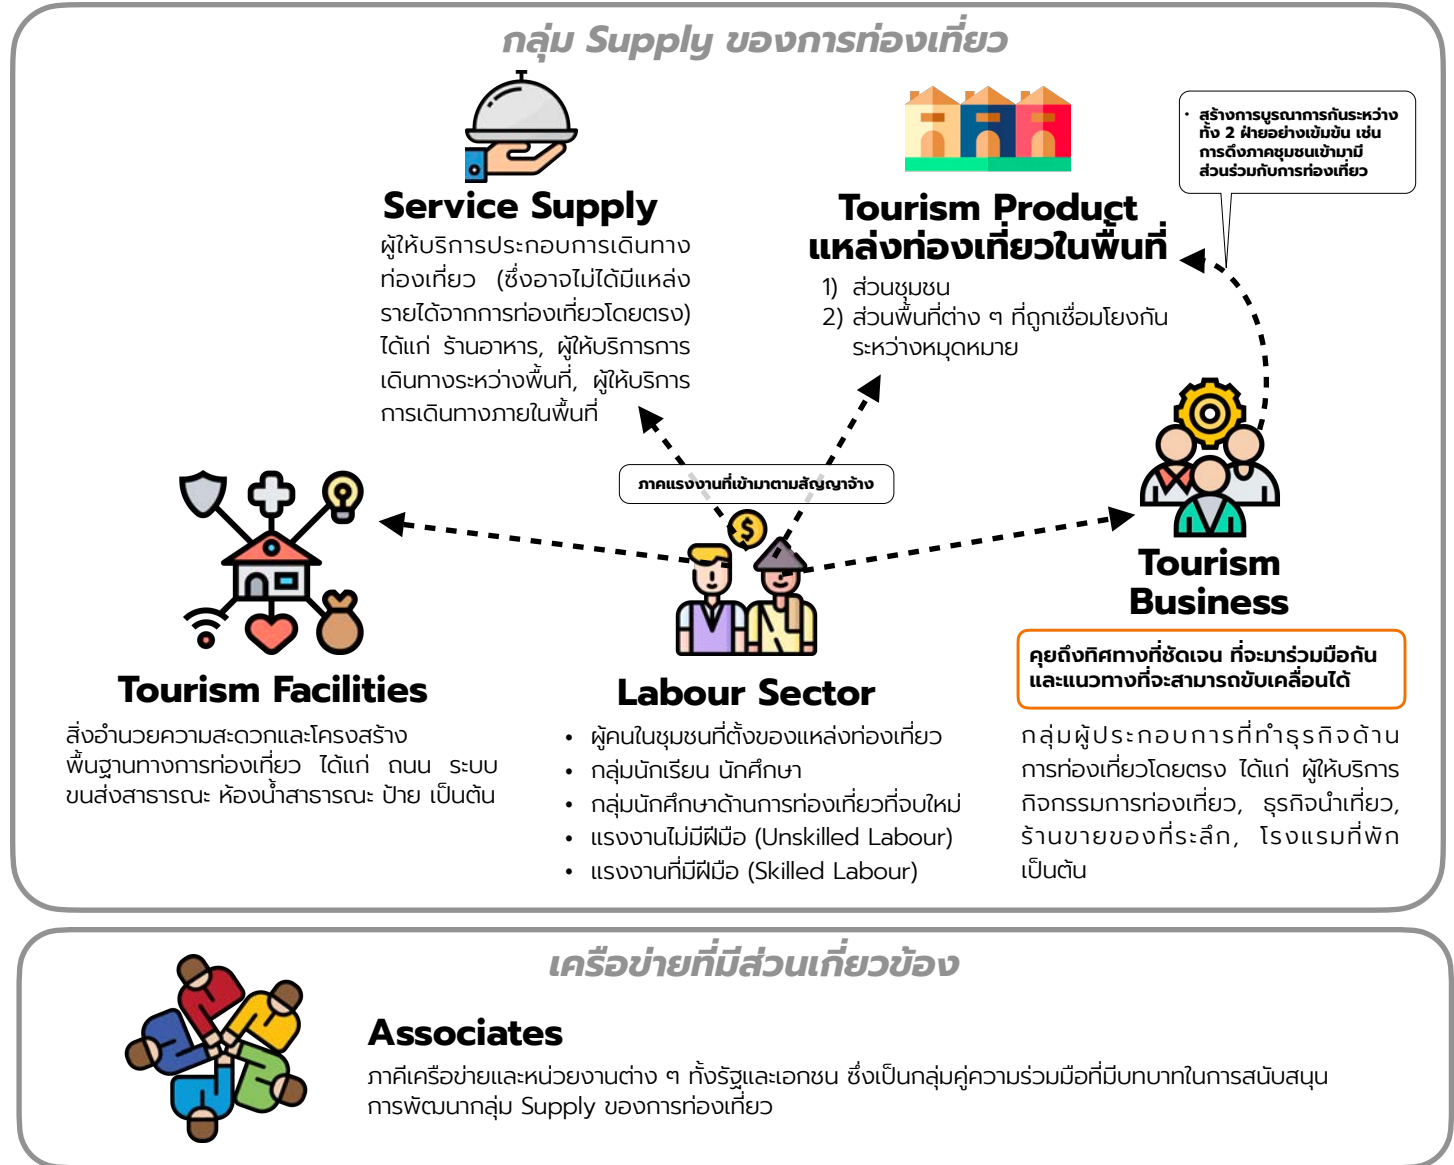 กลุ่ม Supply ของการท่องเที่ยว
Service Supply
ผู้ให้บริการประกอบการเดินทาง
ท่องเที่ยว (ซึ่งอาจไม่ได้มีแหล่ง
รายได้จากการท่องเที่ยวโดยตรง)
ได้แก่ ร้านอาหาร, ผู้ให้บริการการ
เดินทางระหว่างพื้นที่, ผู้ให้บริการ
การเดินทางภายในพื้นที่
Tourism Product
แหล่งท่องเที่ยวในพื้นที่
1) ส่วนชุมชน
2) ส่วนพื้นที่ต่าง ๆ ที่ถูกเชื่อมโยงกัน
ระหว่างหมุดหมาย
• สร้างการบูรณาการกันระหว่าง
ทั้ง 2 ฝ่ายอย่างเข้มข้น เช่น
การดึงภาคชุมชนเข้ามามี
ส่วนร่วมกับการท่องเที่ยว
ภาคแรงงานที่เข้ามาตามสัญญาจ้าง
Tourism Facilities
สิ่งอำนวยความสะดวกและโครงสร้าง
พื้นฐานทางการท่องเที่ยว ได้แก่ ถนน ระบบ
ขนส่งสาธารณะ ห้องน้ำสาธารณะ ป้าย เป็นต้น
Labour Sector
• ผู้คนในชุมชนที่ตั้งของแหล่งท่องเที่ยว
• กลุ่มนักเรียน นักศึกษา
• กลุ่มนักศึกษาด้านการท่องเที่ยวที่จบใหม่
• แรงงานไม่มีฝีมือ (Unskilled Labour)
• แรงงานที่มีฝีมือ (Skilled Labour)
Tourism
Business
คุยถึงทิศทางที่ชัดเจน ที่จะมาร่วมมือกัน
และแนวทางที่จะสามารถขับเคลื่อนได้
กลุ่มผู้ประกอบการที่ทำธุรกิจด้าน
การท่องเที่ยวโดยตรง ได้แก่ ผู้ให้บริการ
กิจกรรมการท่องเที่ยว, ธุรกิจนำเที่ยว,
ร้านขายของที่ระลึก, โรงแรมที่พัก
เป็นต้น
เครือข่ายที่มีส่วนเกี่ยวข้อง
Associates
ภาคีเครือข่ายและหน่วยงานต่าง ๆ ทั้งรัฐและเอกชน ซึ่งเป็นกลุ่มคู่ความร่วมมือที่มีบทบาทในการสนับสนุน
การพัฒนากลุ่ม Supply ของการท่องเที่ยว